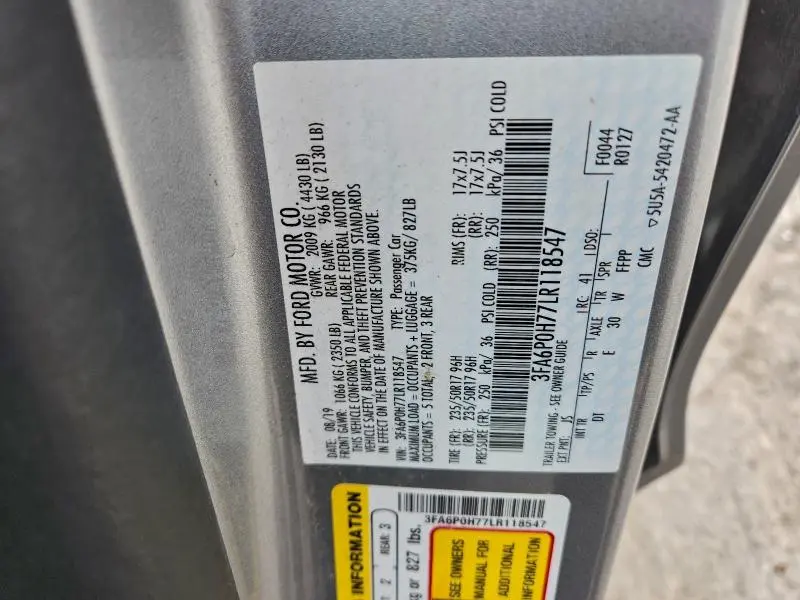 MFD. BY FORD MOTOR CO.
DATE: 08/19 GVWR: 2009 KG (4430 LB)
FRONT GAWR: 1066 KG (2350 LB) REAR GAWR: 966 KG (2130 LB)
THIS VEHICLE CONFORMS TO ALL APPLICABLE FEDERAL MOTOR
VEHICLE SAFETY, BUMPER, AND THEFT PREVENTION STANDARDS
IN EFFECT ON THE DATE OF MANUFACTURE SHOWN ABOVE.
VIN: 3FA6P0H77LR118547 TYPE: Passenger Car
MAXIMUM LOAD = OCCUPANTS + LUGGAGE = 375KG/ 827LB
OCCUPANTS = 5 TOTAL- 2 FRONT, 3 REAR
TIRE (FR): 235/50R17 96H RIMS (FR): 17x7.5J
(RR): 235/50R17 96H (RR): 17x7.5J
PRESSURE (FR): 250 kPa/ 36 PSI COLD (RR): 250 kPa/ 36 PSI COLD
3FA6P0H77LR118547
TRAILER TOWING - SEE OWNER GUIDE F0044
EXT PNT: JS LRC: 41 DSO: R0127
INT TR TP/PS R AXLE TR SPR
DT E 30 W FFPP
CMC ▽5U5A-5420472-AA
INFORMATION
2 REAR 3
or 827 lbs.
3FA6P0H77LR118547
SEE OWNERS
MANUAL FOR
ADDITIONAL
INFORMATION